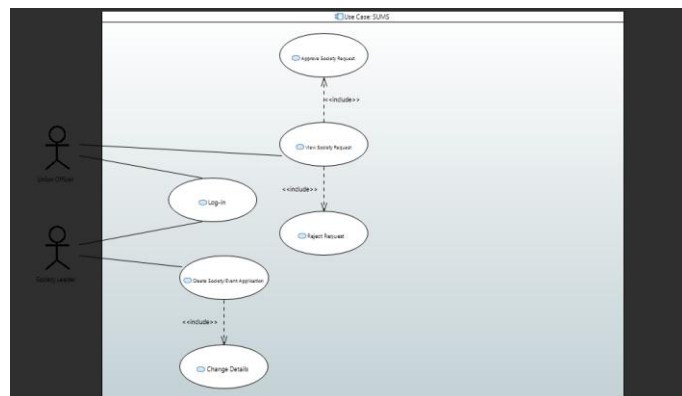 Use Case: SUMS
Approve Society Request
<<include>>
View Society Request
Union Officer
<<include>>
Log-in
Reject Request
Society Leader
Create Society/Event Application
<<include>>
Change Details